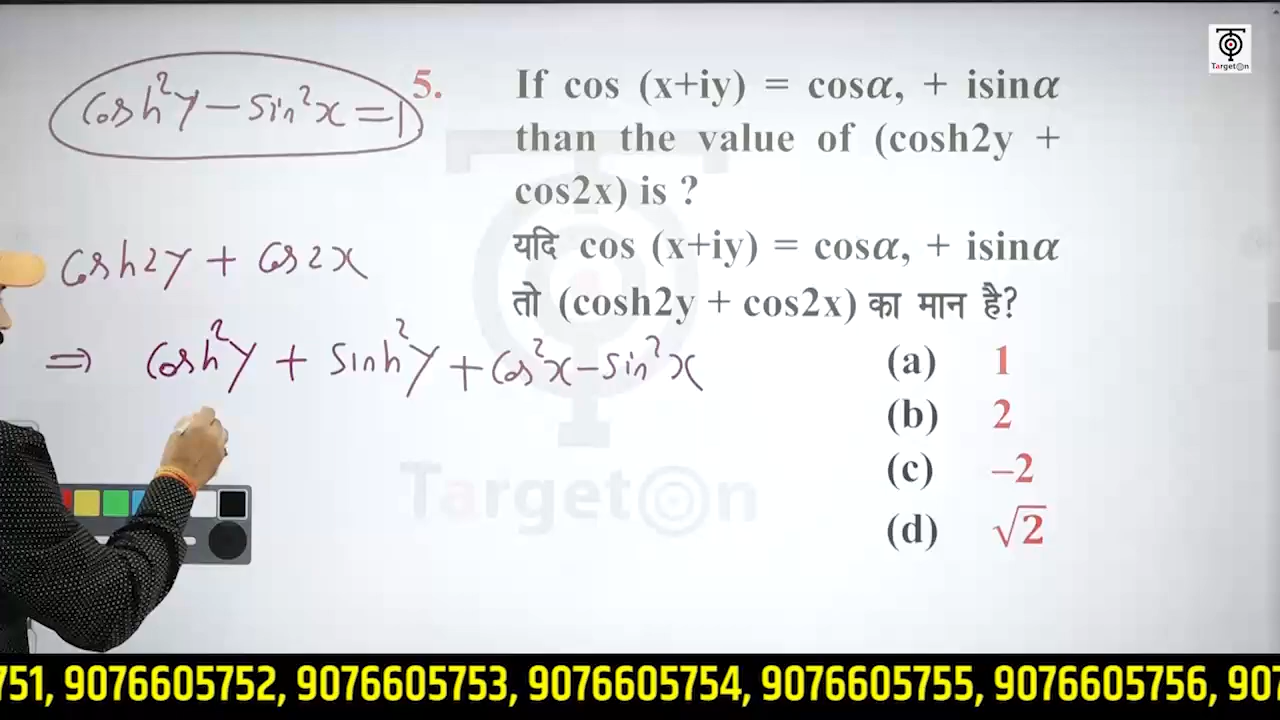 cosh²y − sin²x = 1
5. If cos (x+iy) = cosα, + isinα
than the value of (cosh2y +
cos2x) is ?
यदि cos (x+iy) = cosα, + isinα
तो (cosh2y + cos2x) का मान है?
(a) 1
(b) 2
(c) –2
(d) √2
cosh2y + cos2x
⇒ cosh²y + sinh²y + cos²x − sin²x
TargetOn
TargetOn
751, 9076605752, 9076605753, 9076605754, 9076605755, 9076605756, 907